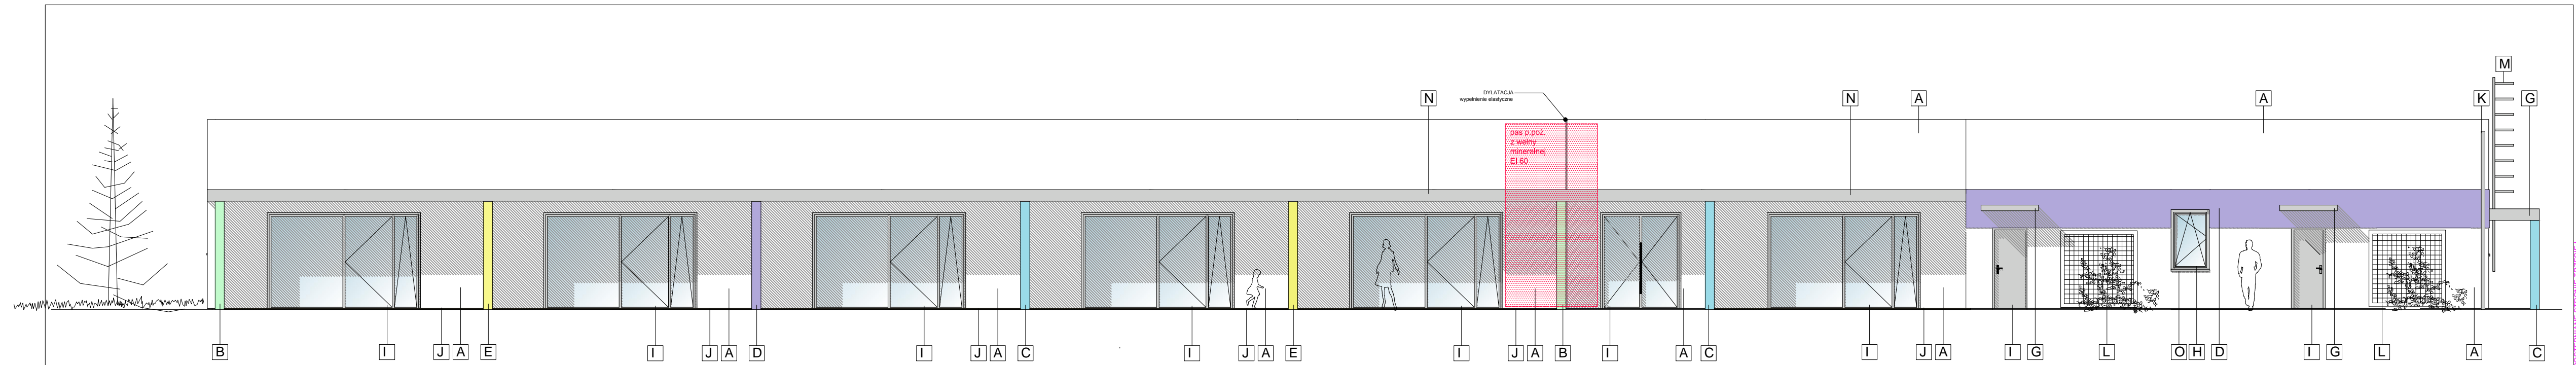 M
DYLATACJA
wypełnienie elastyczne
N N A A K G
pas p.poż.
z wełny
mineralnej
EI 60
B I J A E I J A D I J A C I J A E I J A B I A C I J A I G L O H D I G L A C